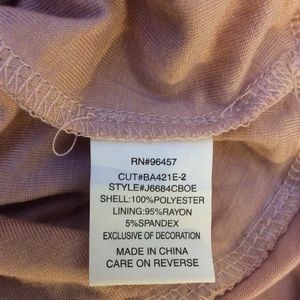 RN#96457
CUT#BA421E-2
STYLE#J6684CBOE
SHELL:100%POLYESTER
LINING:95%RAYON
5%SPANDEX
EXCLUSIVE OF DECORATION
MADE IN CHINA
CARE ON REVERSE